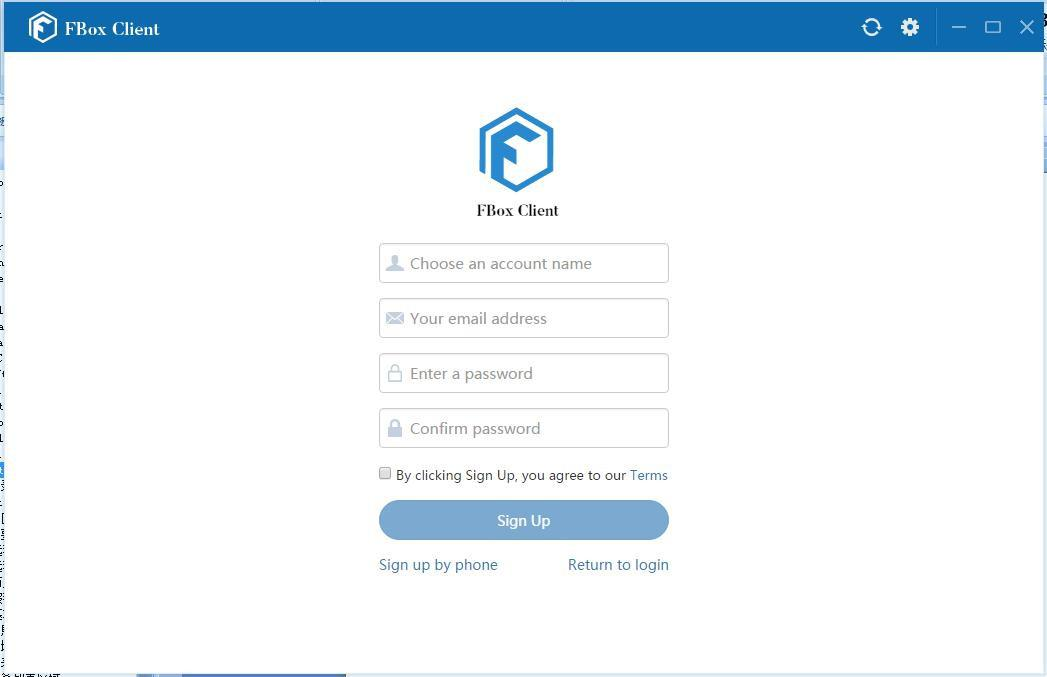 FBox Client
FBox Client
Choose an account name
Your email address
Enter a password
Confirm password
By clicking Sign Up, you agree to our Terms
Sign Up
Sign up by phone
Return to login